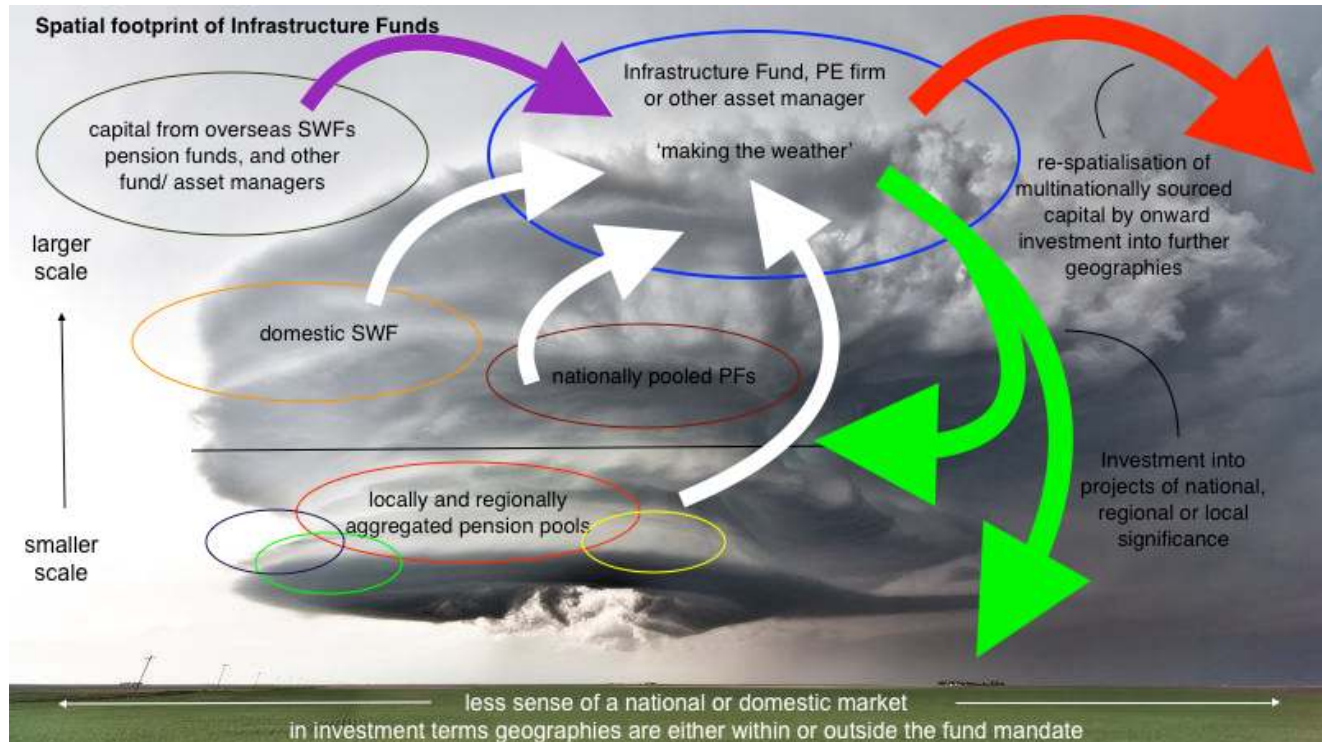 Spatial footprint of Infrastructure Funds
capital from overseas SWFs
pension funds, and other
fund/ asset managers
Infrastructure Fund, PE firm
or other asset manager
‘making the weather’
re-spatialisation of
multinationally sourced
capital by onward
investment into further
geographies
larger
scale
domestic SWF
nationally pooled PFs
locally and regionally
aggregated pension pools
Investment into
projects of national,
regional or local
significance
smaller
scale
less sense of a national or domestic market
in investment terms geographies are either within or outside the fund mandate